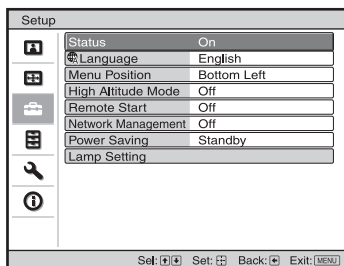 Setup
Status On
Language English
Menu Position Bottom Left
High Altitude Mode Off
Remote Start Off
Network Management Off
Power Saving Standby
Lamp Setting
Sel: Set: Back: Exit: MENU